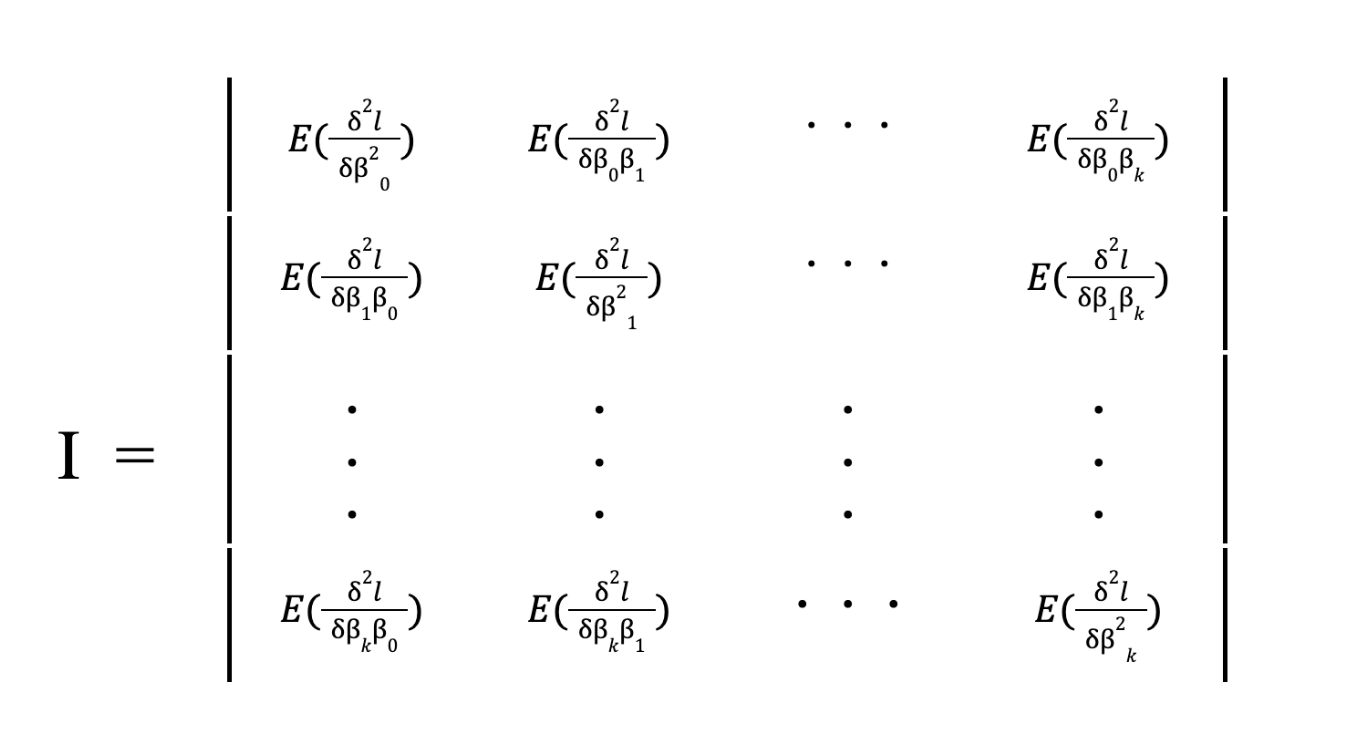 E(δ²l/δβ²₀) E(δ²l/δβ₀β₁) · · · E(δ²l/δβ₀βₖ)
E(δ²l/δβ₁β₀) E(δ²l/δβ²₁) · · · E(δ²l/δβ₁βₖ)
. . . .
I = . . . .
. . . .
E(δ²l/δβₖβ₀) E(δ²l/δβₖβ₁) · · · E(δ²l/δβ²ₖ)